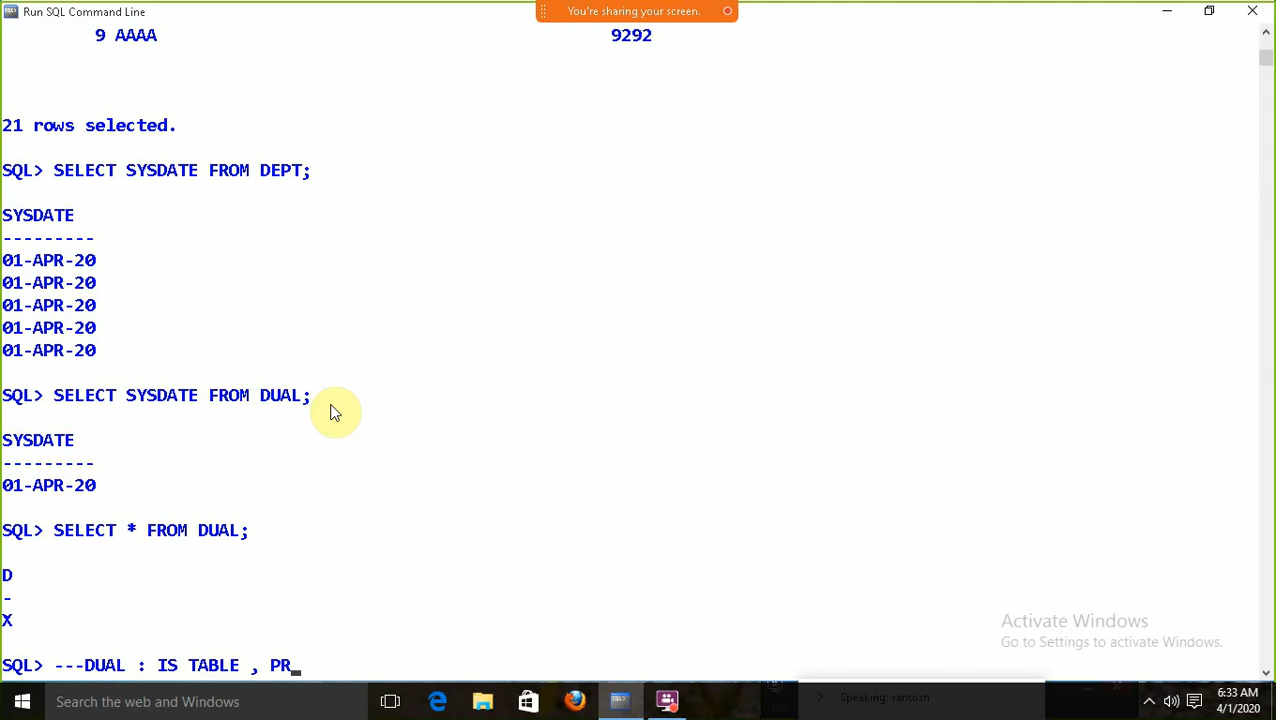 Run SQL Command Line
You're sharing your screen.
9 AAAA 9292
21 rows selected.
SQL> SELECT SYSDATE FROM DEPT;
SYSDATE
---------
01-APR-20
01-APR-20
01-APR-20
01-APR-20
01-APR-20
SQL> SELECT SYSDATE FROM DUAL;
SYSDATE
---------
01-APR-20
SQL> SELECT * FROM DUAL;
D
-
X
SQL> ---DUAL : IS TABLE , PR_
Activate Windows
Go to Settings to activate Windows.
Search the web and Windows
Speaking: santosh
6:33 AM
4/1/2020